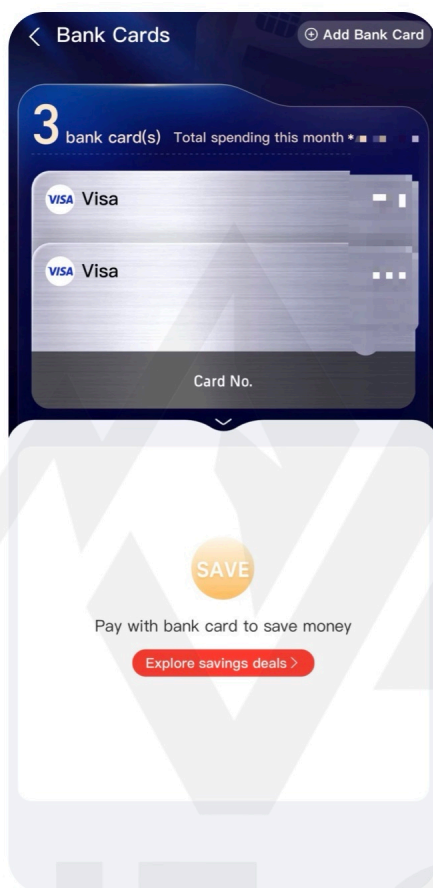 Bank Cards
Add Bank Card
3 bank card(s) Total spending this month *
VISA Visa
VISA Visa
Card No.
SAVE
Pay with bank card to save money
Explore savings deals >